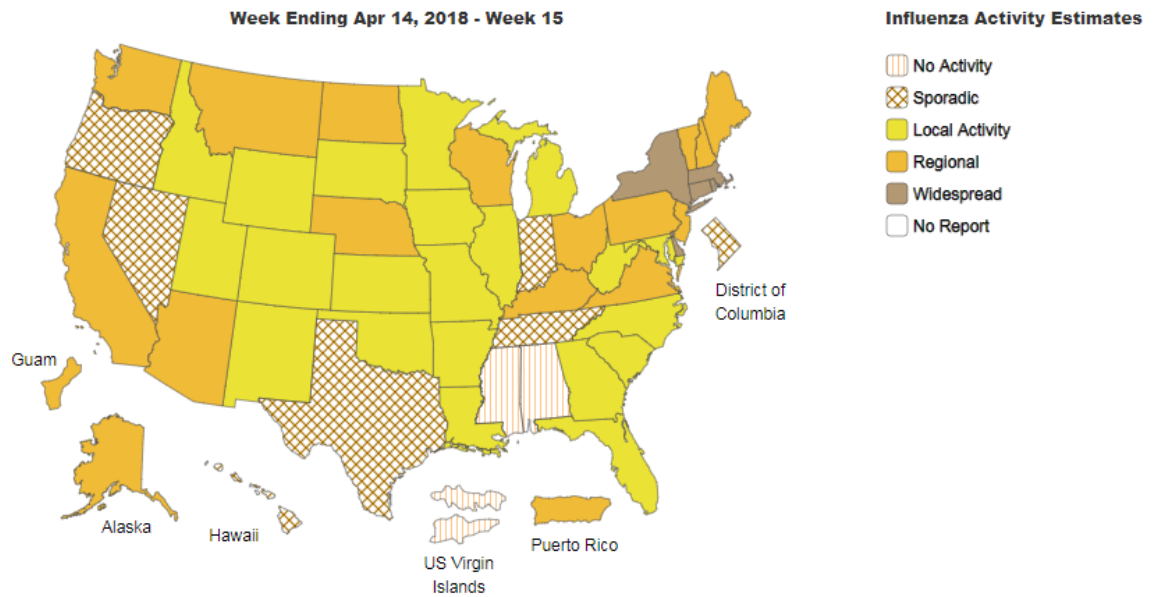 Week Ending Apr 14, 2018 - Week 15
Influenza Activity Estimates
No Activity
Sporadic
Local Activity
Regional
Widespread
No Report
District of
Columbia
Guam
Alaska
Hawaii
US Virgin
Islands
Puerto Rico